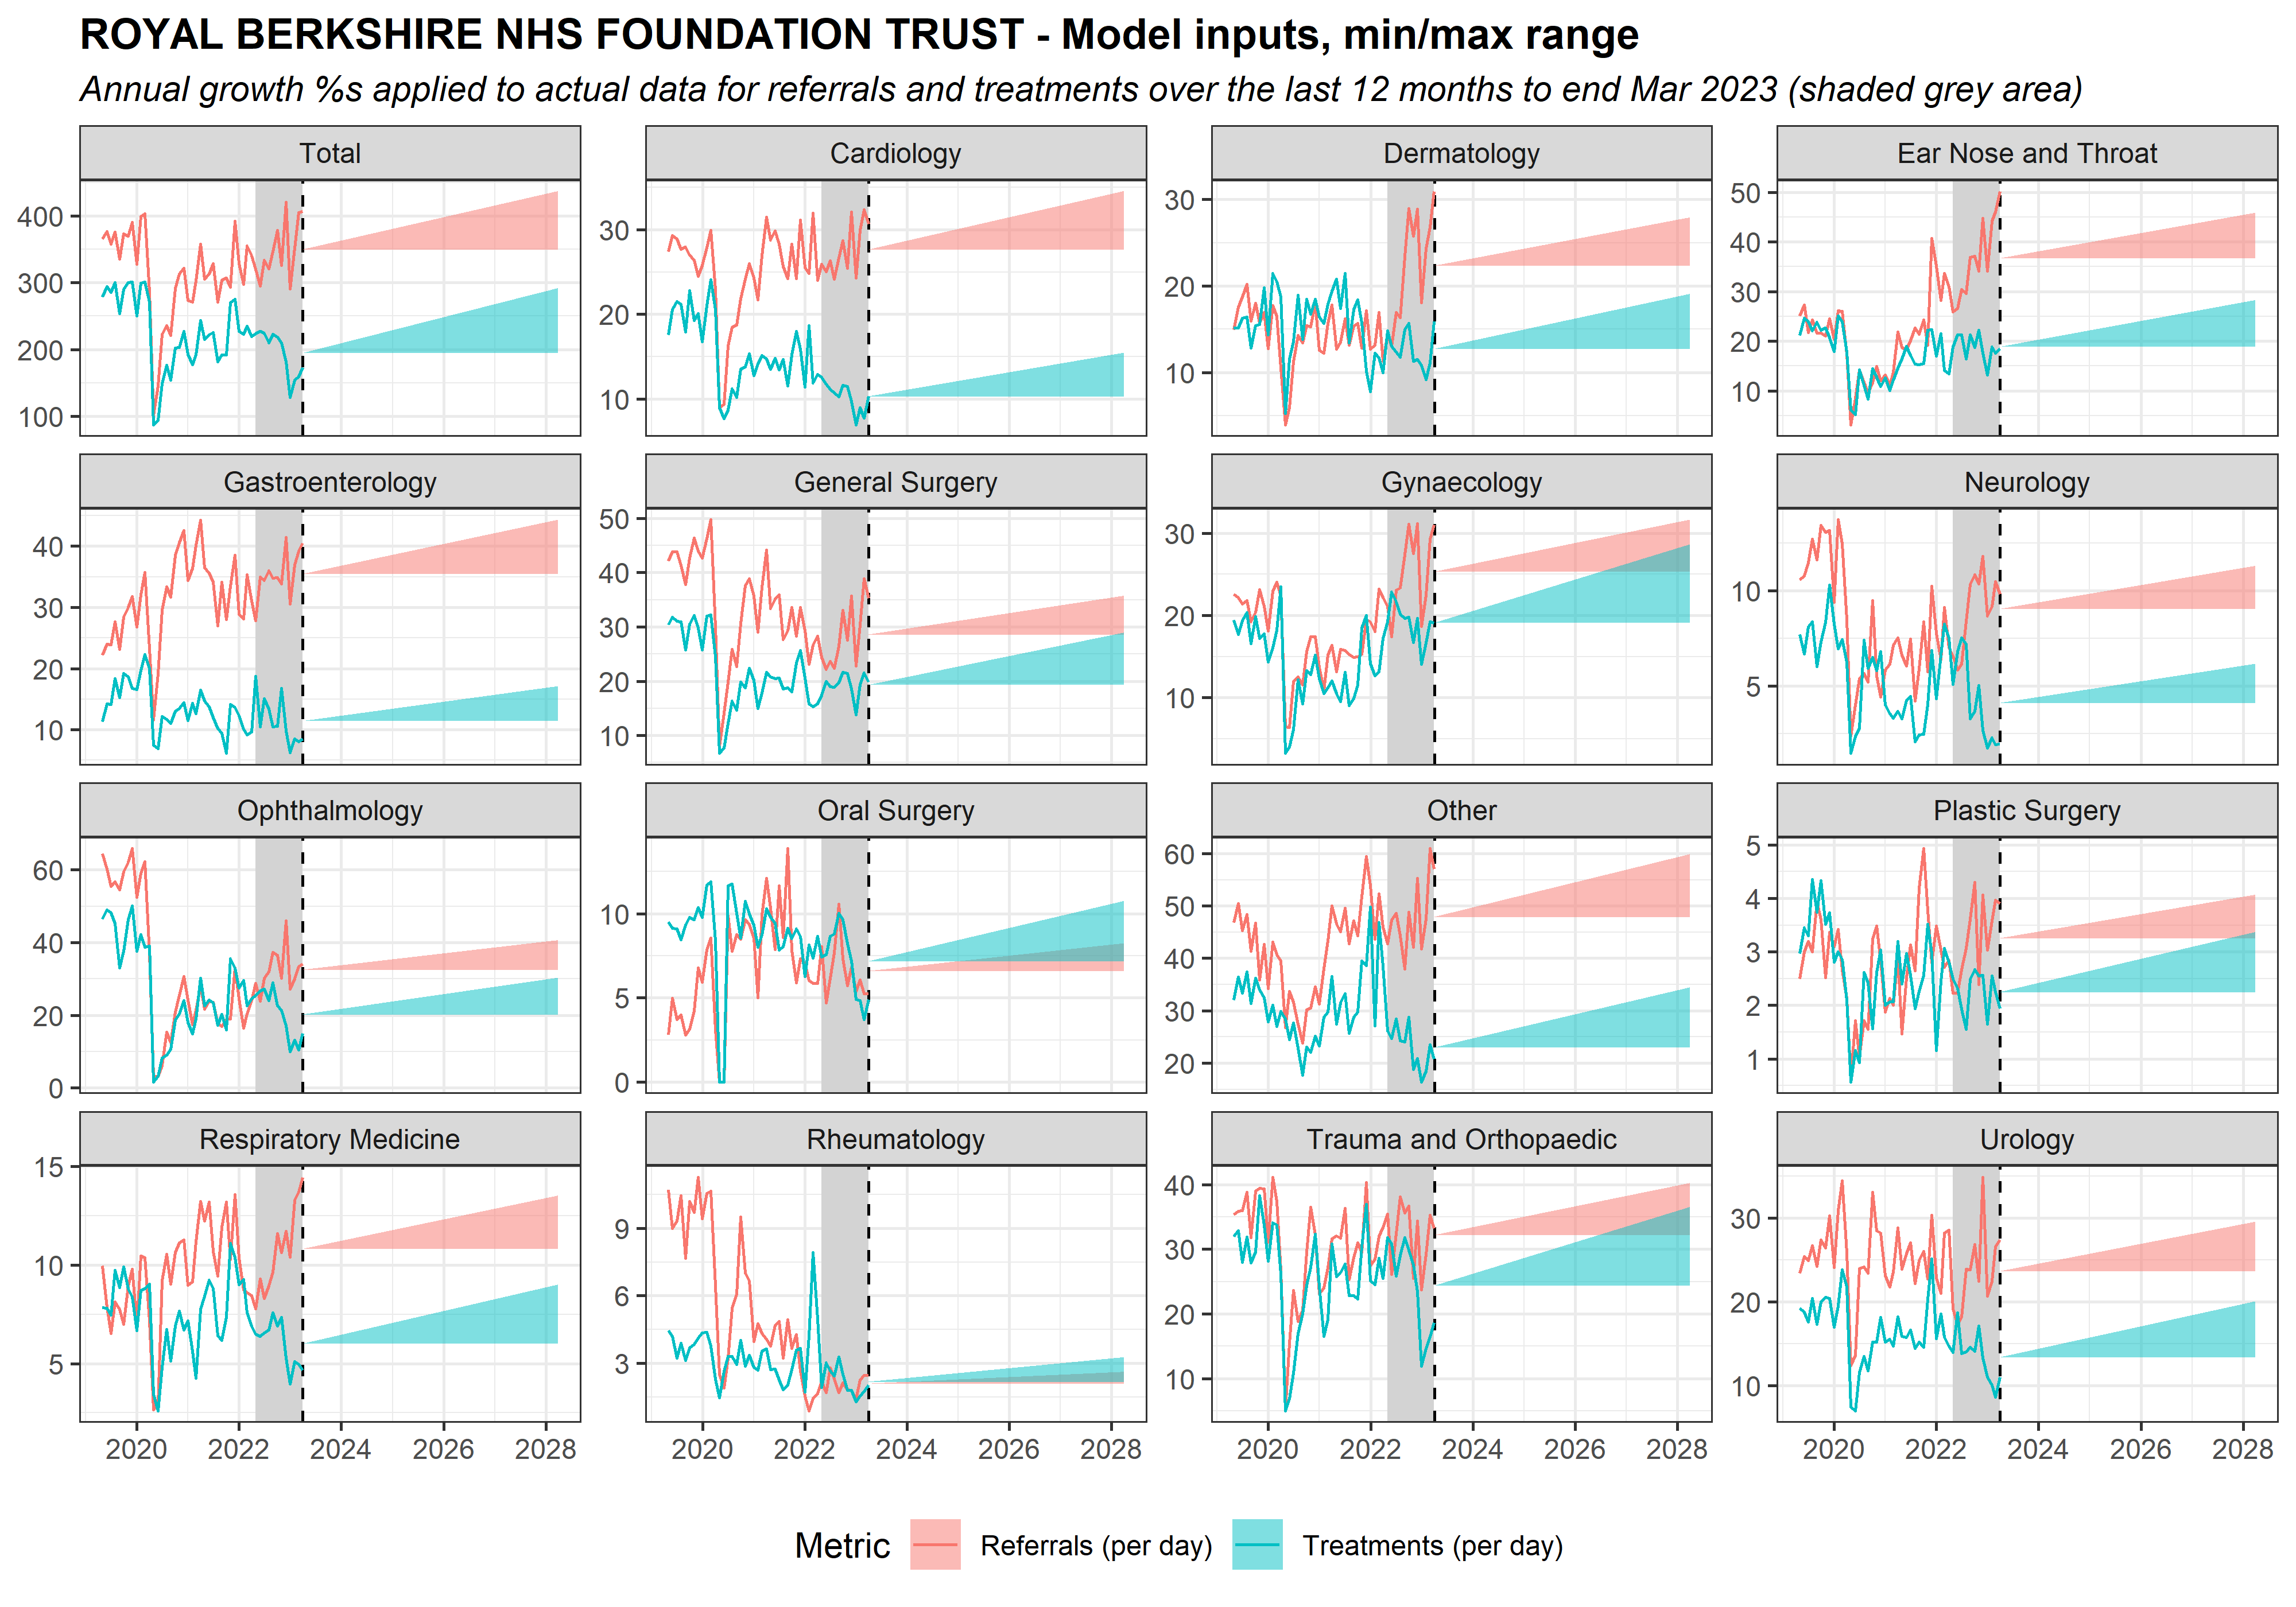 ROYAL BERKSHIRE NHS FOUNDATION TRUST - Model inputs, min/max range
Annual growth %s applied to actual data for referrals and treatments over the last 12 months to end Mar 2023 (shaded grey area)
Total
Cardiology
Dermatology
Ear Nose and Throat
400
300
200
100
30
20
10
30
20
10
50
40
30
20
10
Gastroenterology
General Surgery
Gynaecology
Neurology
40
30
20
10
50
40
30
20
10
30
20
10
10
5
Ophthalmology
Oral Surgery
Other
Plastic Surgery
60
40
20
0
10
5
0
60
50
40
30
20
5
4
3
2
1
Respiratory Medicine
Rheumatology
Trauma and Orthopaedic
Urology
15
10
5
9
6
3
40
30
20
10
30
20
10
2020 2022 2024 2026 2028
2020 2022 2024 2026 2028
2020 2022 2024 2026 2028
2020 2022 2024 2026 2028
Metric Referrals (per day) Treatments (per day)